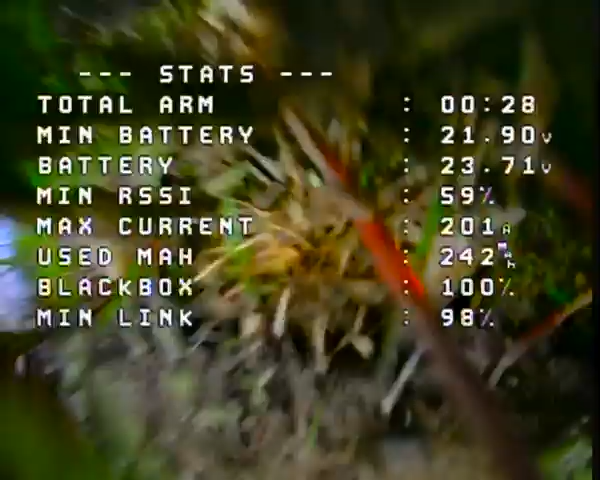 --- STATS ---
TOTAL ARM : 00:28
MIN BATTERY : 21.90V
BATTERY : 23.71V
MIN RSSI : 59%
MAX CURRENT : 201A
USED MAH : 242mAh
BLACKBOX : 100%
MIN LINK : 98%